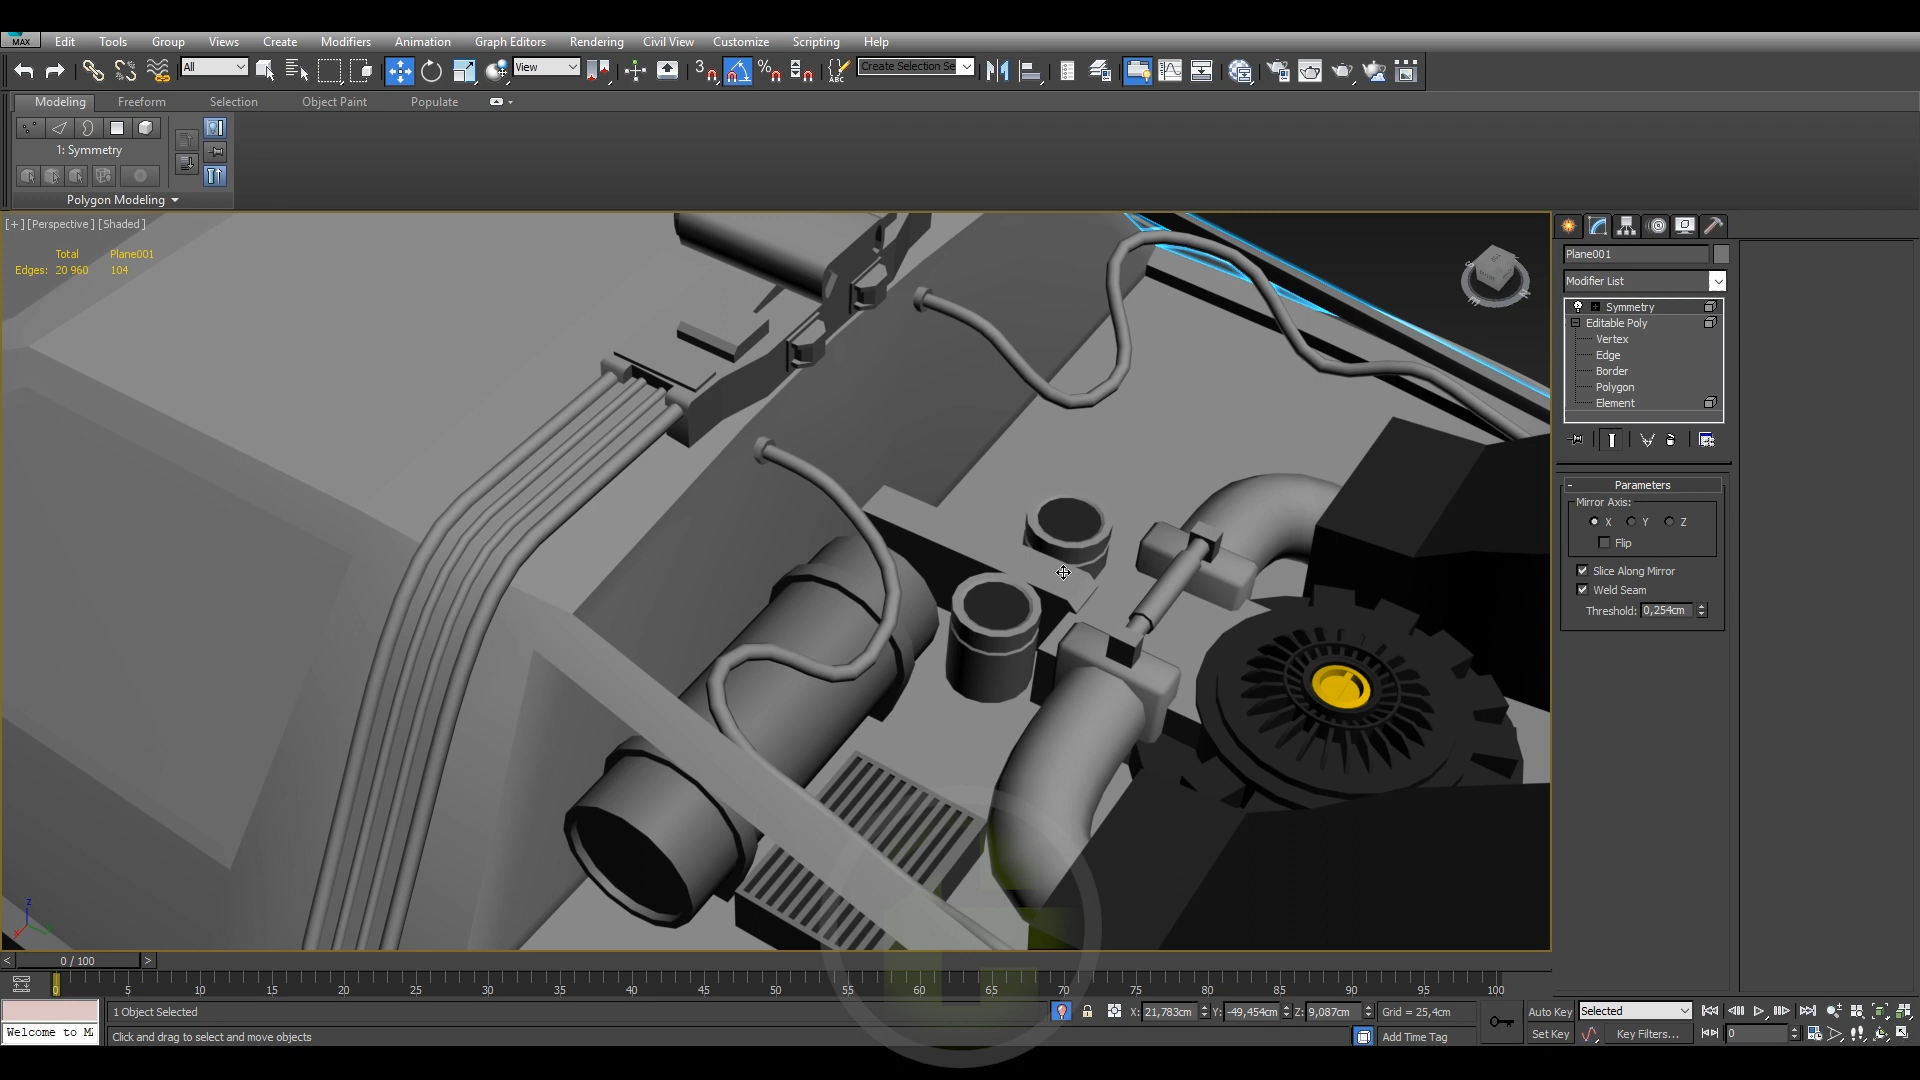 MAX Edit Tools Group Views Create Modifiers Animation Graph Editors Rendering Civil View Customize Scripting Help
All View 3 % ABC Create Selection Se
Modeling Freeform Selection Object Paint Populate
1: Symmetry
Polygon Modeling
[+] [Perspective ] [Shaded ]
Total Plane001
Edges: 20 960 104
Plane001
Modifier List
Symmetry
Editable Poly
Vertex
Edge
Border
Polygon
Element
- Parameters
Mirror Axis:
X Y Z
Flip
Slice Along Mirror
Weld Seam
Threshold: 0,254cm
z
< 0 / 100 >
0 5 10 15 20 25 30 35 40 45 50 55 60 65 70 75 80 85 90 95 100
1 Object Selected X: 21,783cm Y: -49,454cm Z: 9,087cm Grid = 25,4cm Auto Key Selected
Welcome to M Click and drag to select and move objects Add Time Tag Set Key Key Filters... 0